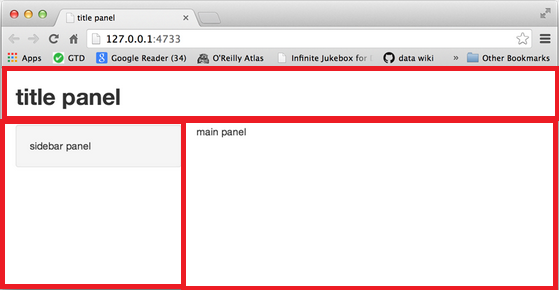 title panel
127.0.0.1:4733
Apps GTD Google Reader (34) O'Reilly Atlas Infinite Jukebox for data wiki » Other Bookmarks
title panel
sidebar panel
main panel